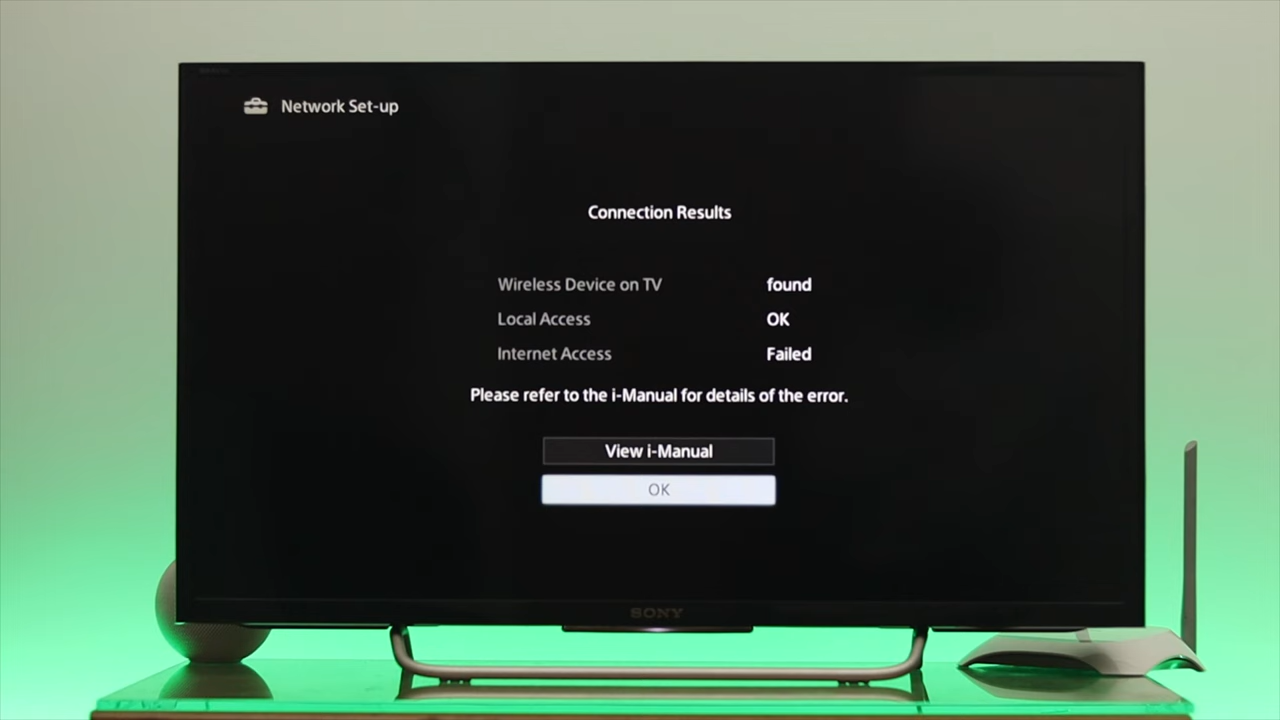 Network Set-up
Connection Results
Wireless Device on TV found
Local Access OK
Internet Access Failed
Please refer to the i-Manual for details of the error.
View i-Manual
OK
SONY